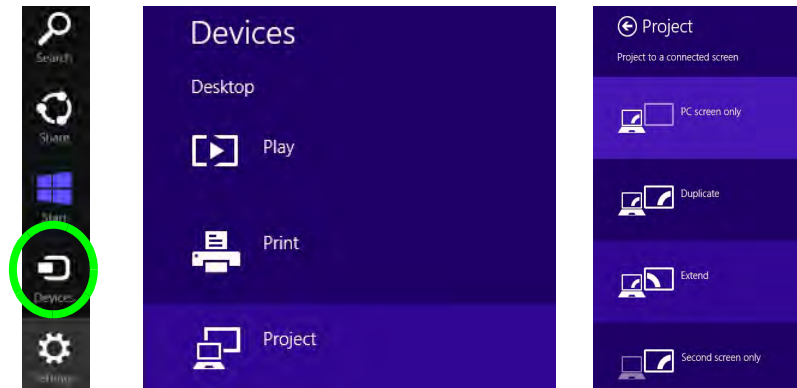 Search
Share
Start
Devices
Settings
Devices
Desktop
Play
Print
Project
Project
Project to a connected screen
PC screen only
Duplicate
Extend
Second screen only